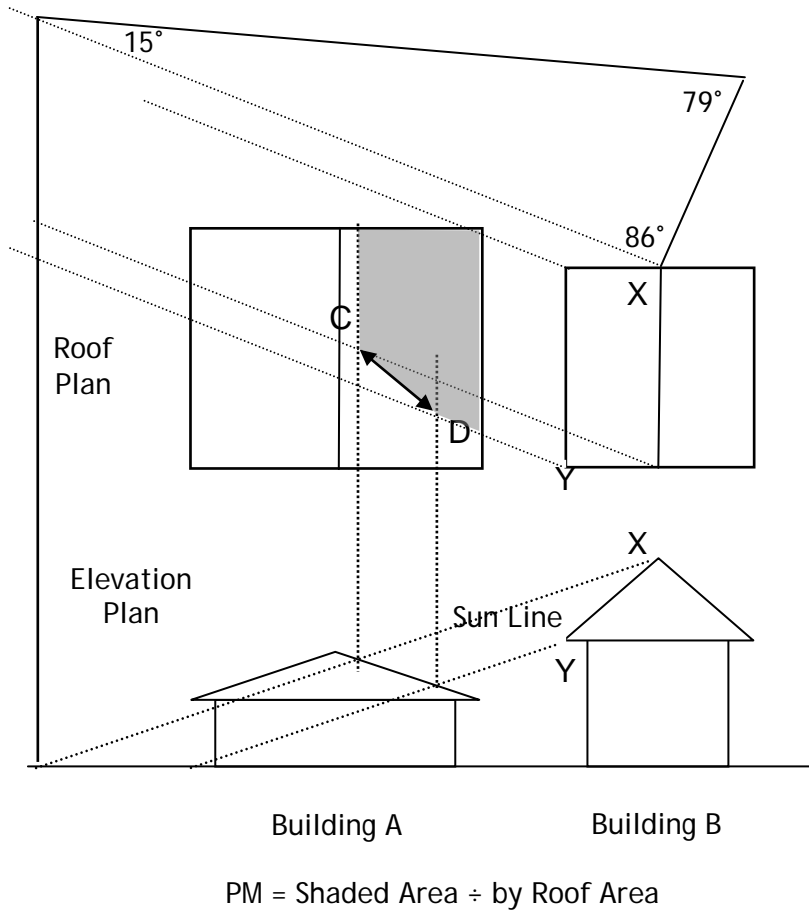 15°
79°
86°
X
C
Roof
Plan
D
Y
X
Elevation
Plan
Sun Line
Y
Building A
Building B
PM = Shaded Area ÷ by Roof Area